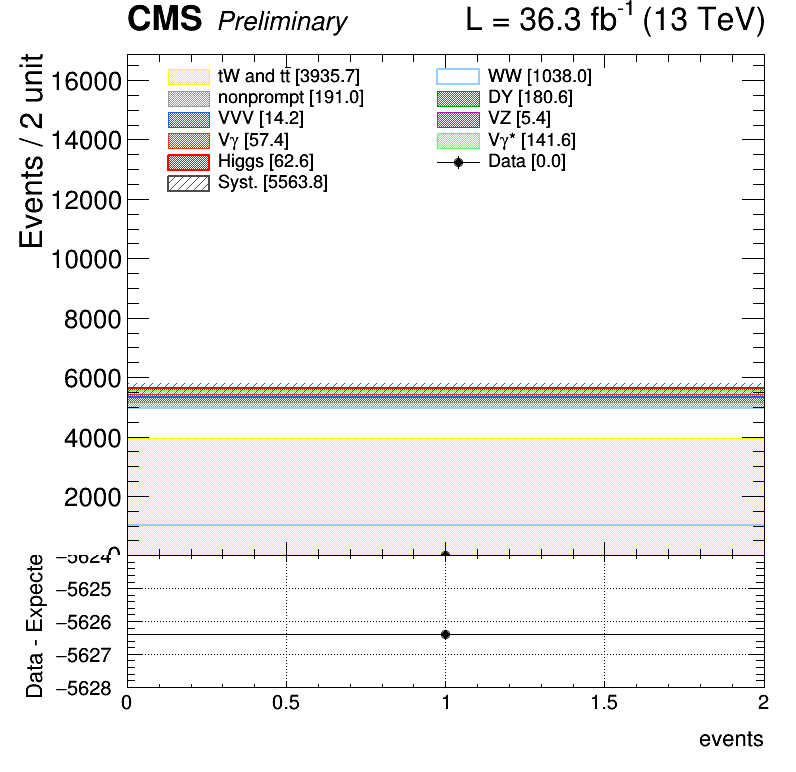 CMS Preliminary L = 36.3 fb⁻¹ (13 TeV)
Events / 2 unit
16000
14000
12000
10000
8000
6000
4000
2000
0
tW and tt̄ [3935.7]
nonprompt [191.0]
VVV [14.2]
Vγ [57.4]
Higgs [62.6]
Syst. [5563.8]
WW [1038.0]
DY [180.6]
VZ [5.4]
Vγ* [141.6]
Data [0.0]
Data - Expecte
−5624
−5625
−5626
−5627
−5628
0 0.5 1 1.5 2
events